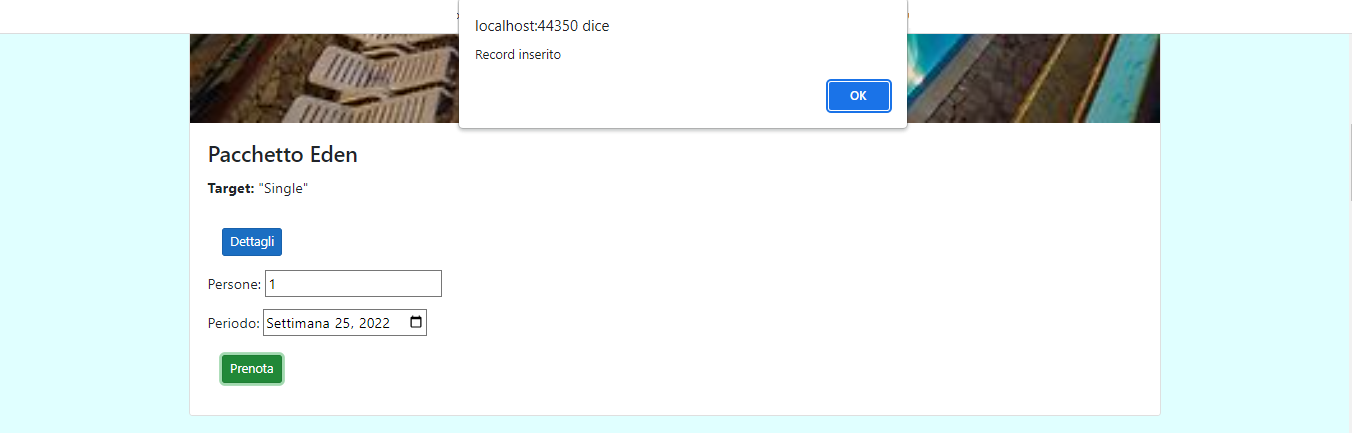 localhost:44350 dice
Record inserito
OK
Pacchetto Eden
Target: "Single"
Dettagli
Persone: 1
Periodo: Settimana 25, 2022
Prenota